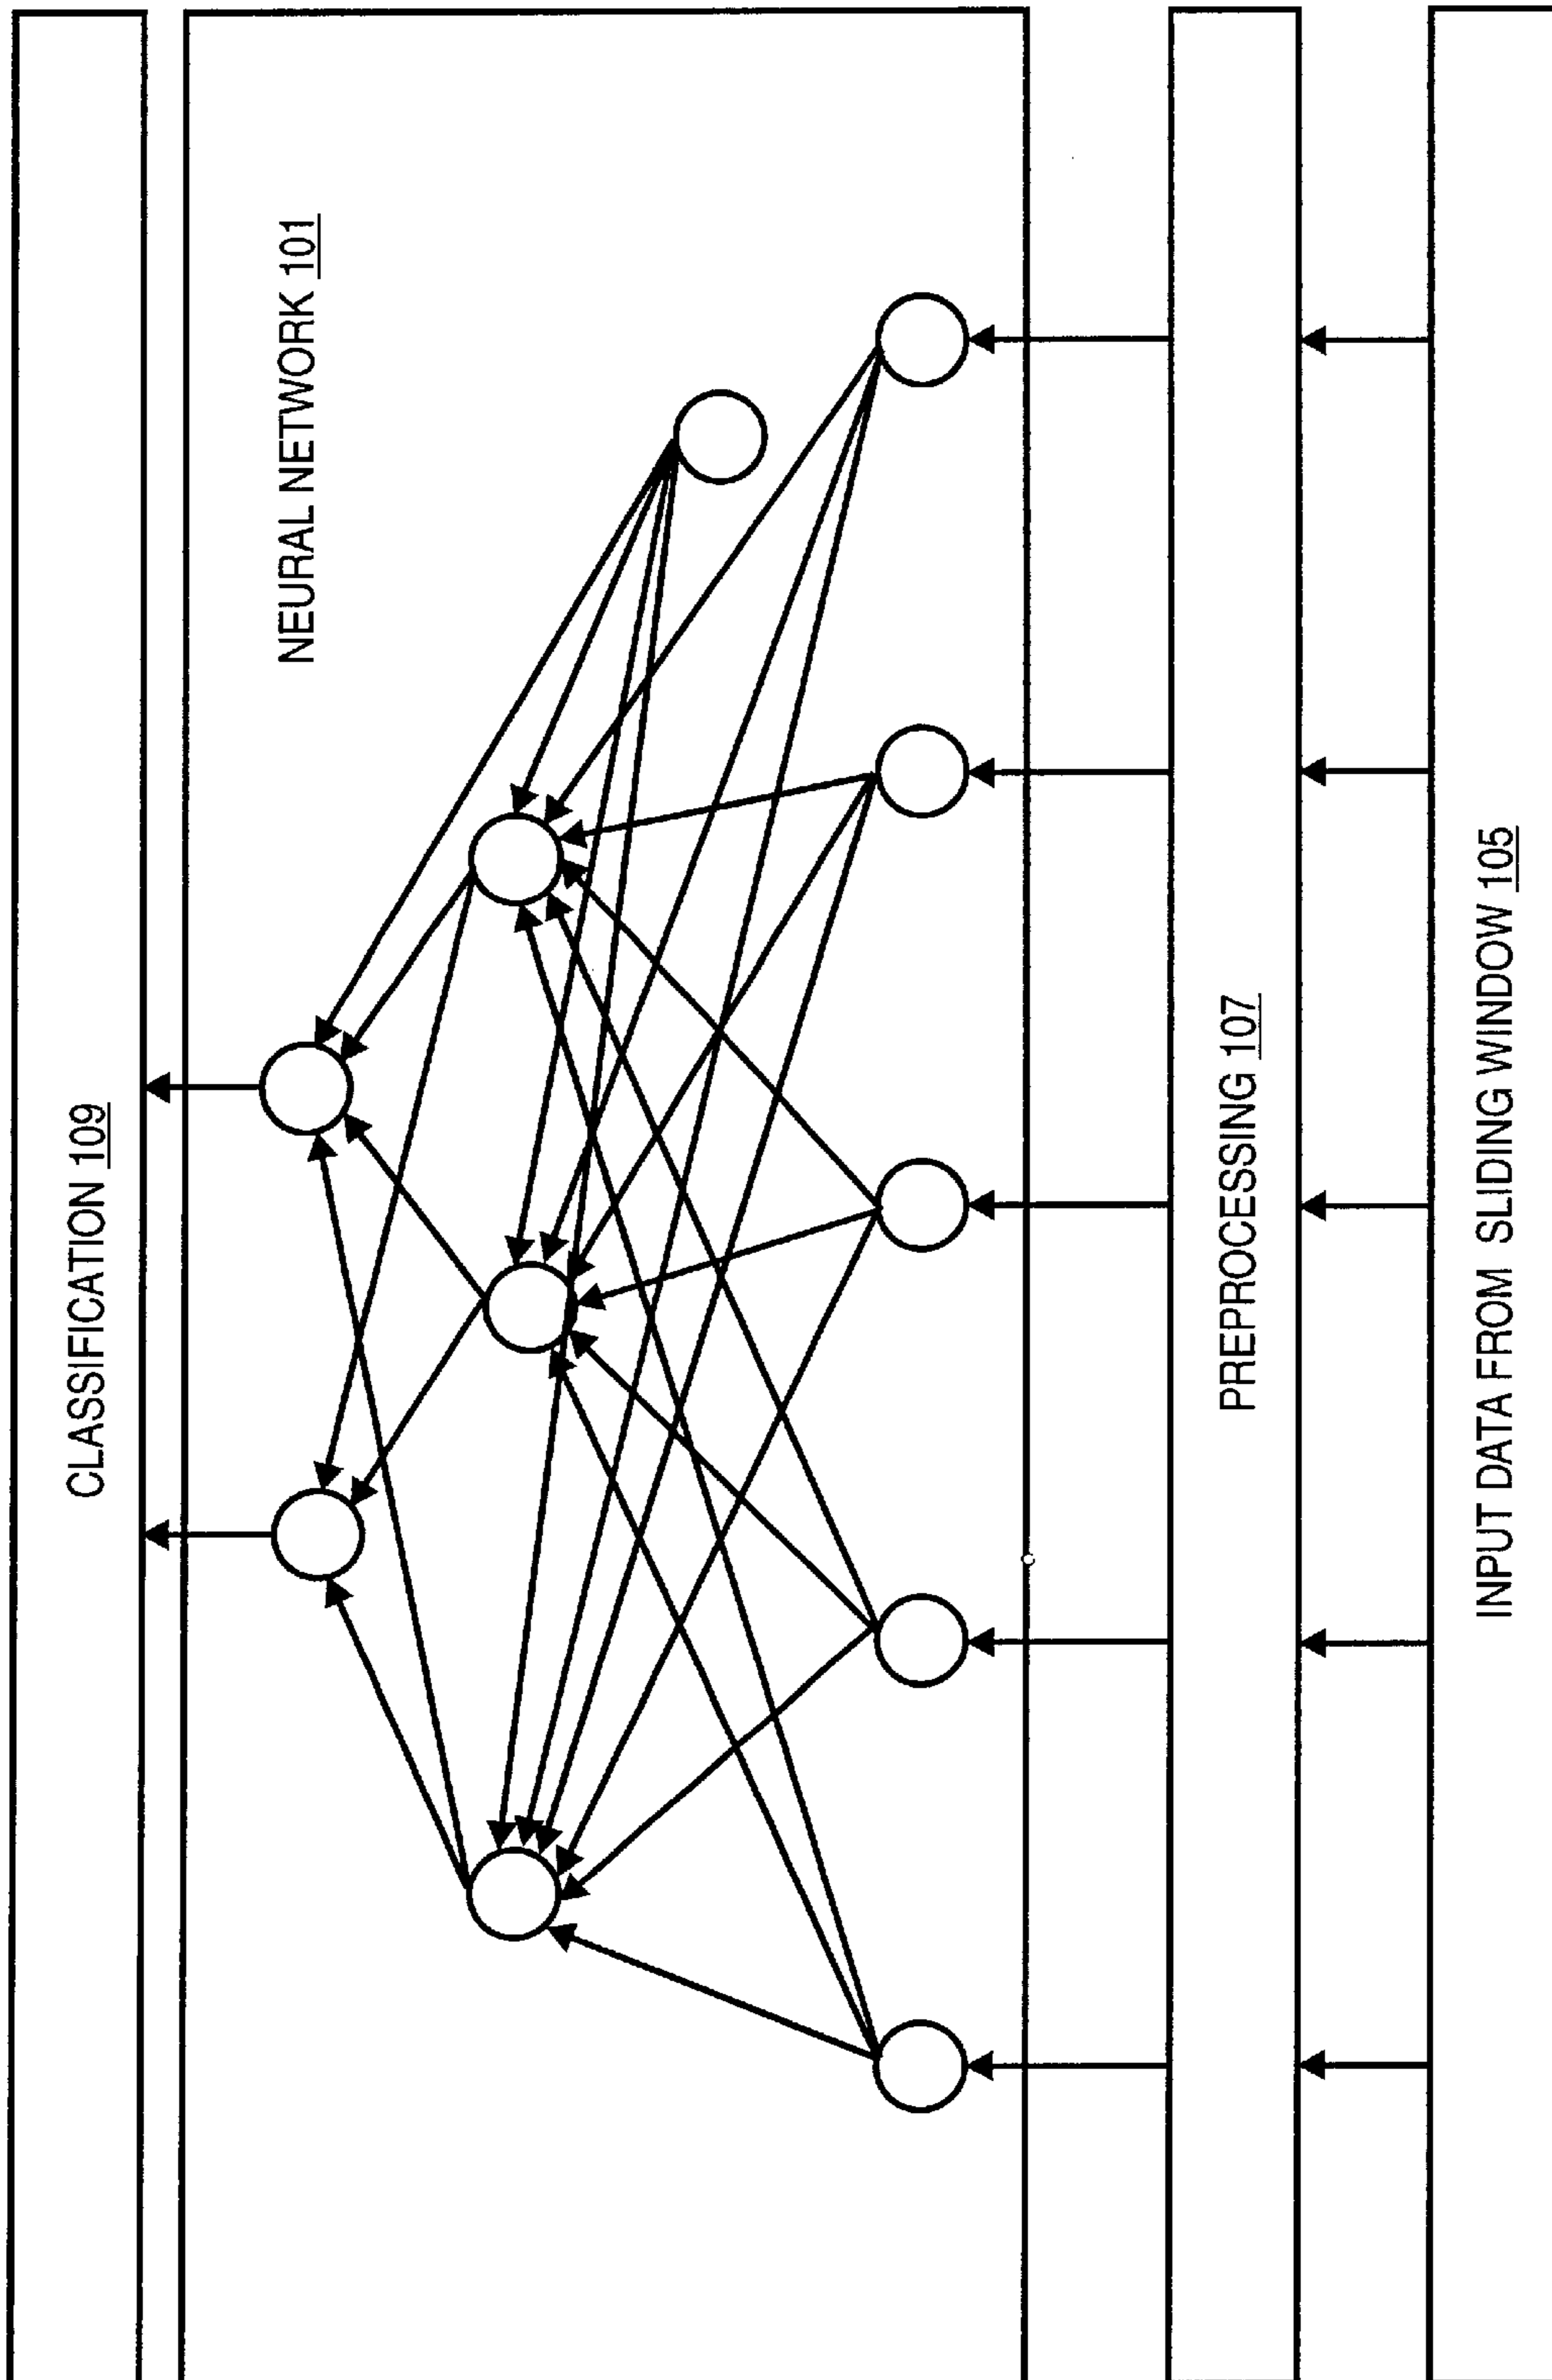 CLASSIFICATION 109
NEURAL NETWORK 101
PREPROCESSING 107
INPUT DATA FROM SLIDING WINDOW 105